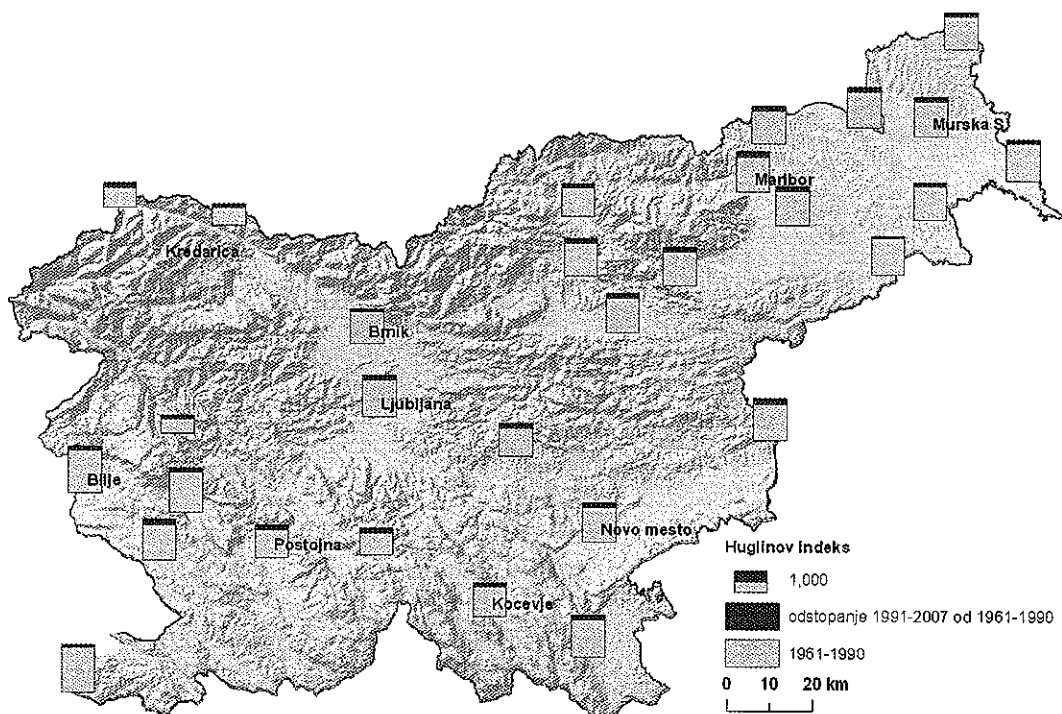 Murska S.
Maribor
Kredarica
Brnik
Ljubljana
Bilje
Postojna
Novo mesto
Kocevje
Huglinov indeks
1,000
odstopanje 1991-2007 od 1961-1990
1961-1990
0 10 20 km